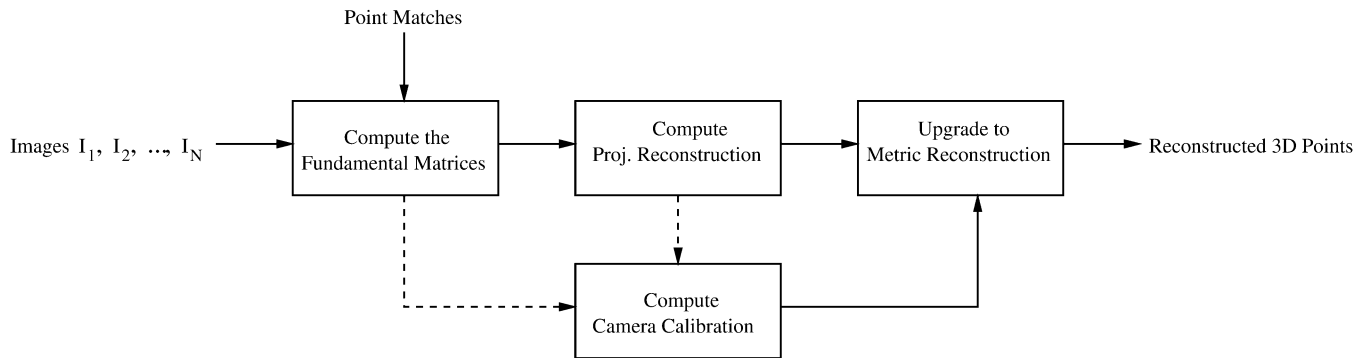 Point Matches
Images I1, I2, ..., IN
Compute the
Fundamental Matrices
Compute
Proj. Reconstruction
Upgrade to
Metric Reconstruction
Reconstructed 3D Points
Compute
Camera Calibration